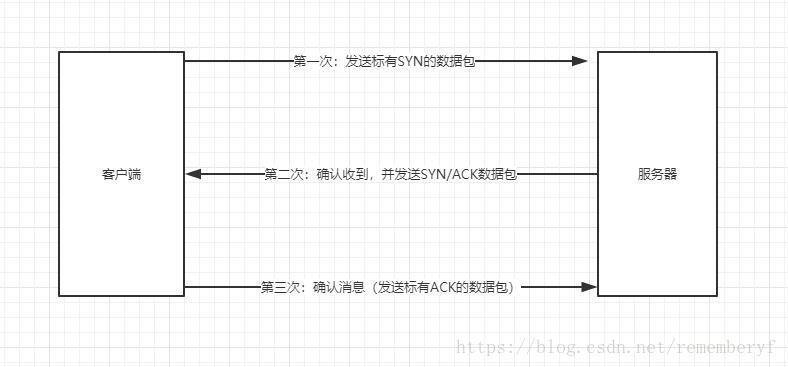 第一次：发送标有SYN的数据包
客户端
第二次：确认收到，并发送SYN/ACK数据包
服务器
第三次：确认消息（发送标有ACK的数据包）
https://blog.csdn.net/rememberyf